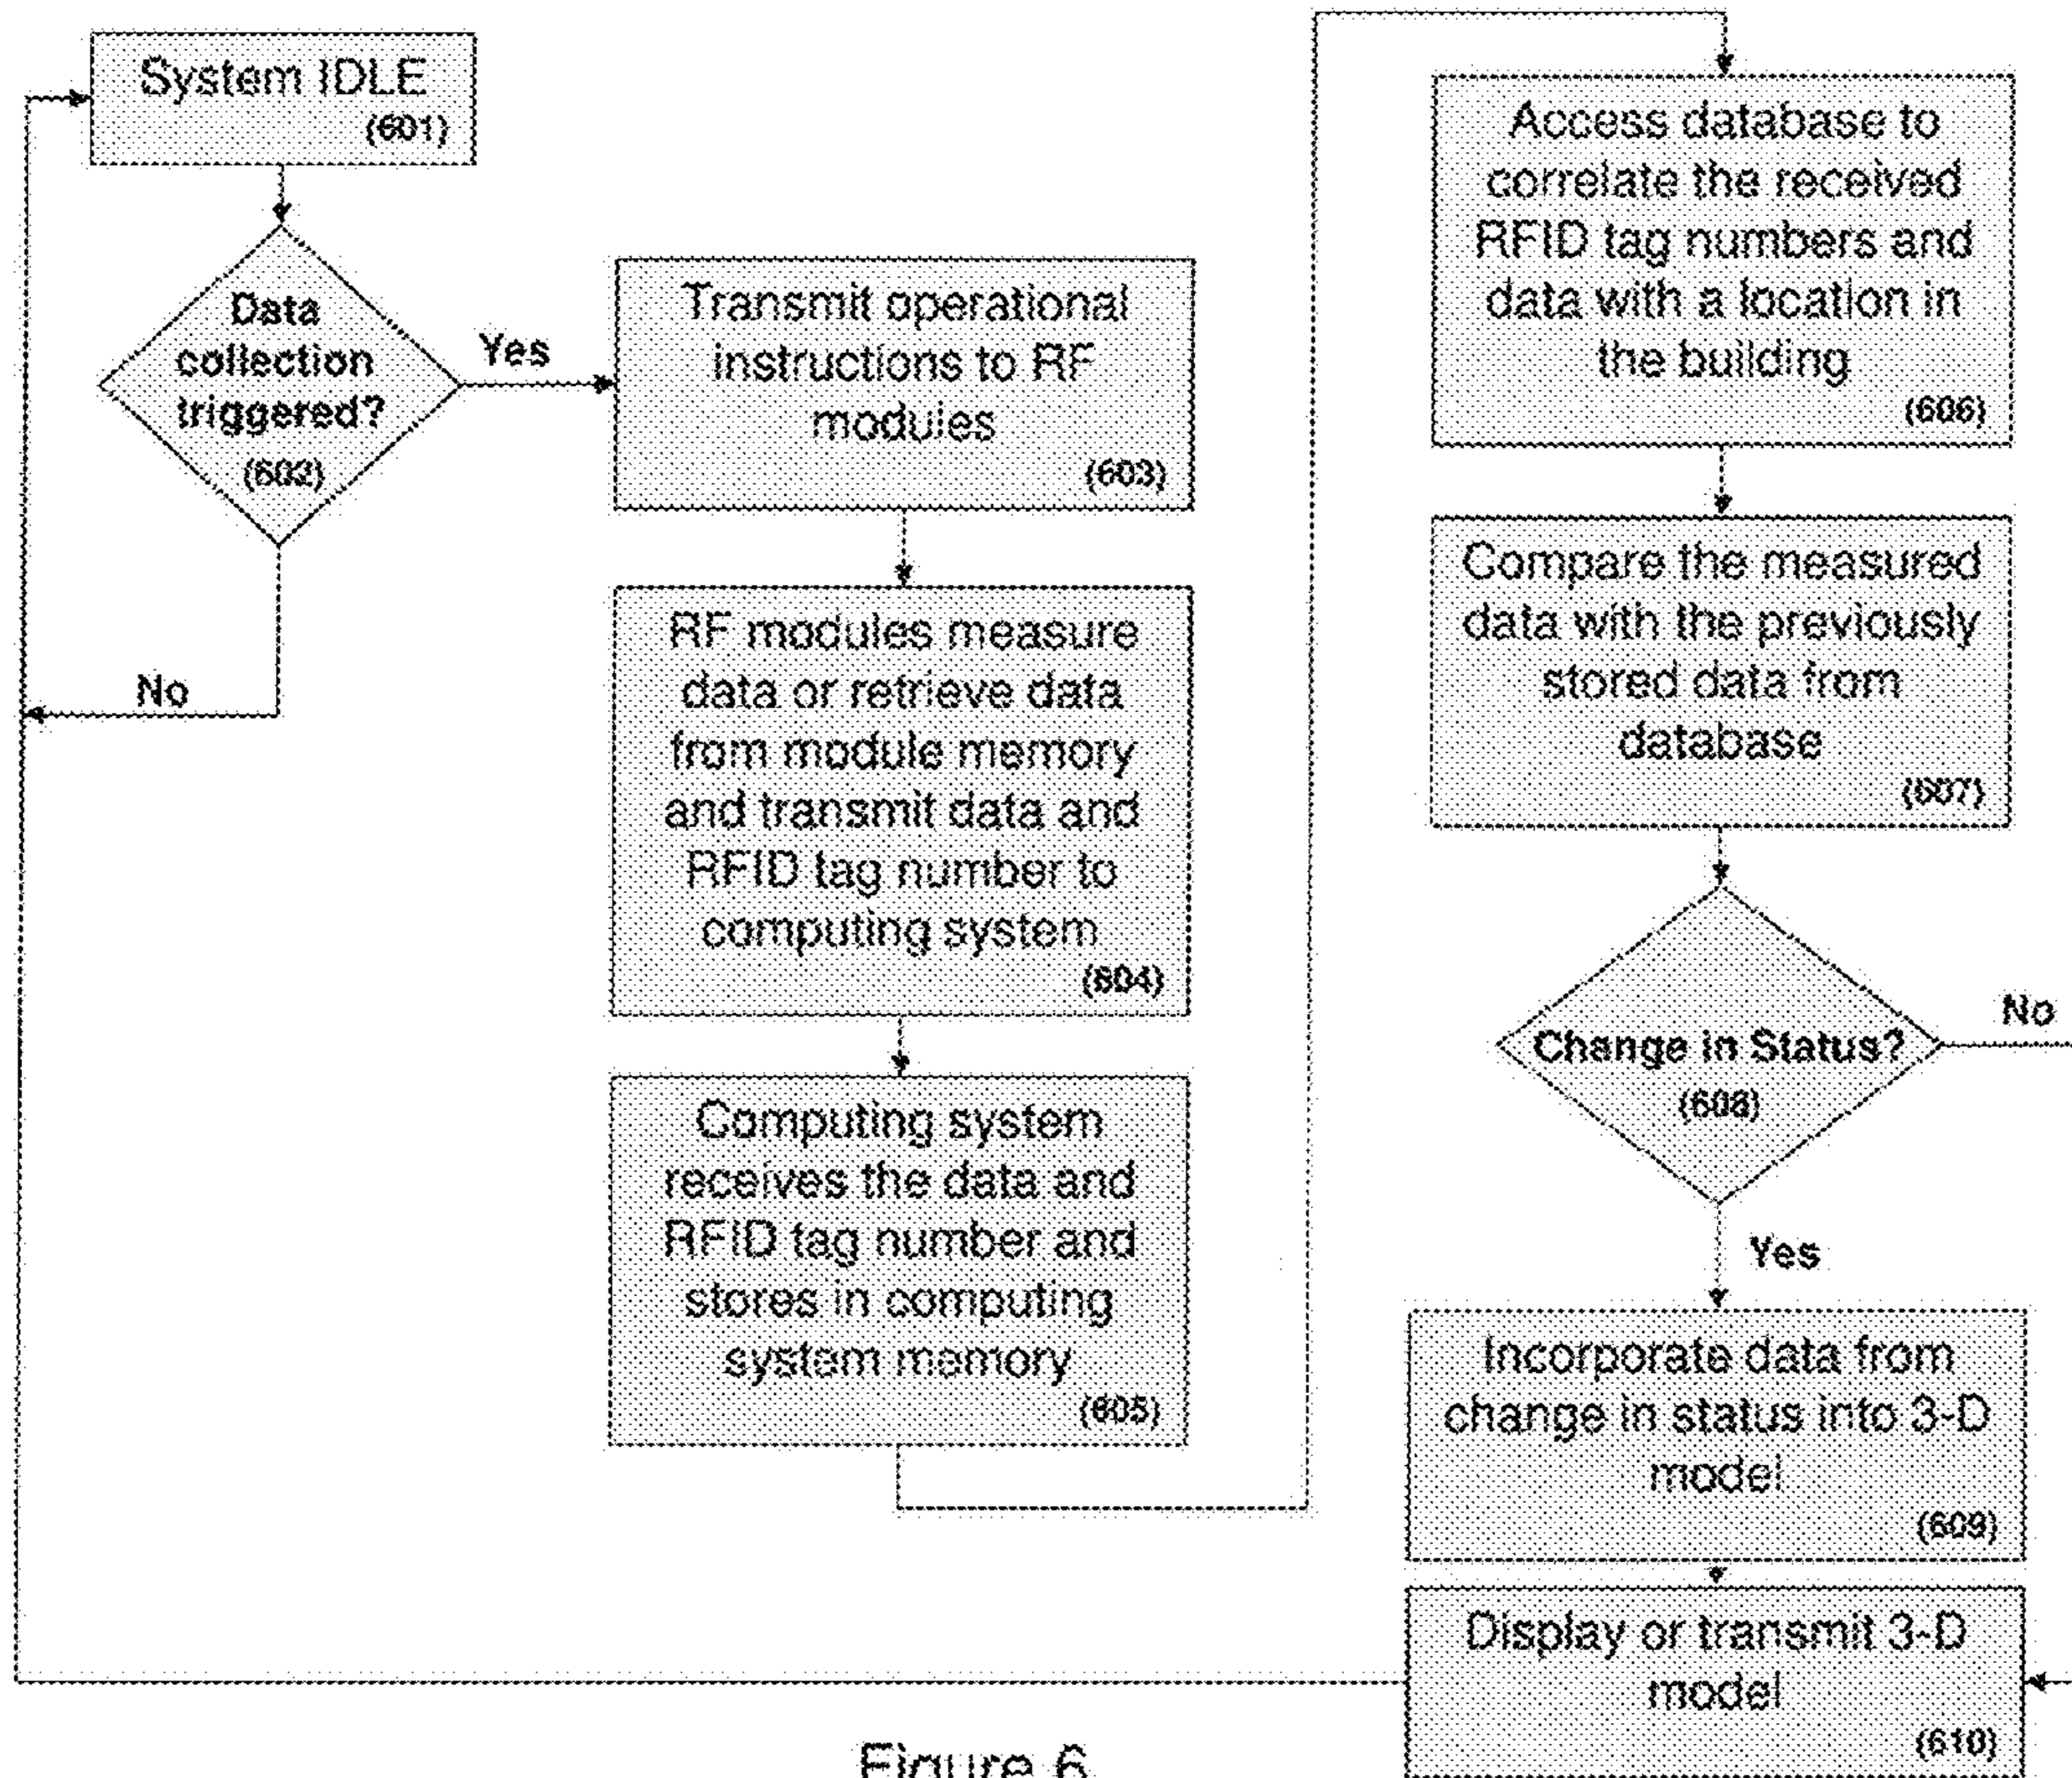 System IDLE
(601)
Data
collection
triggered?
(602)
Yes
No
Transmit operational
instructions to RF
modules
(603)
RF modules measure
data or retrieve data
from module memory
and transmit data and
RFID tag number to
computing system
(604)
Computing system
receives the data and
RFID tag number and
stores in computing
system memory
(605)
Access database to
correlate the received
RFID tag numbers and
data with a location in
the building
(606)
Compare the measured
data with the previously
stored data from
database
(607)
Change in Status?
(608)
No
Yes
Incorporate data from
change in status into 3-D
model
(609)
Display or transmit 3-D
model
(610)
Figure 6